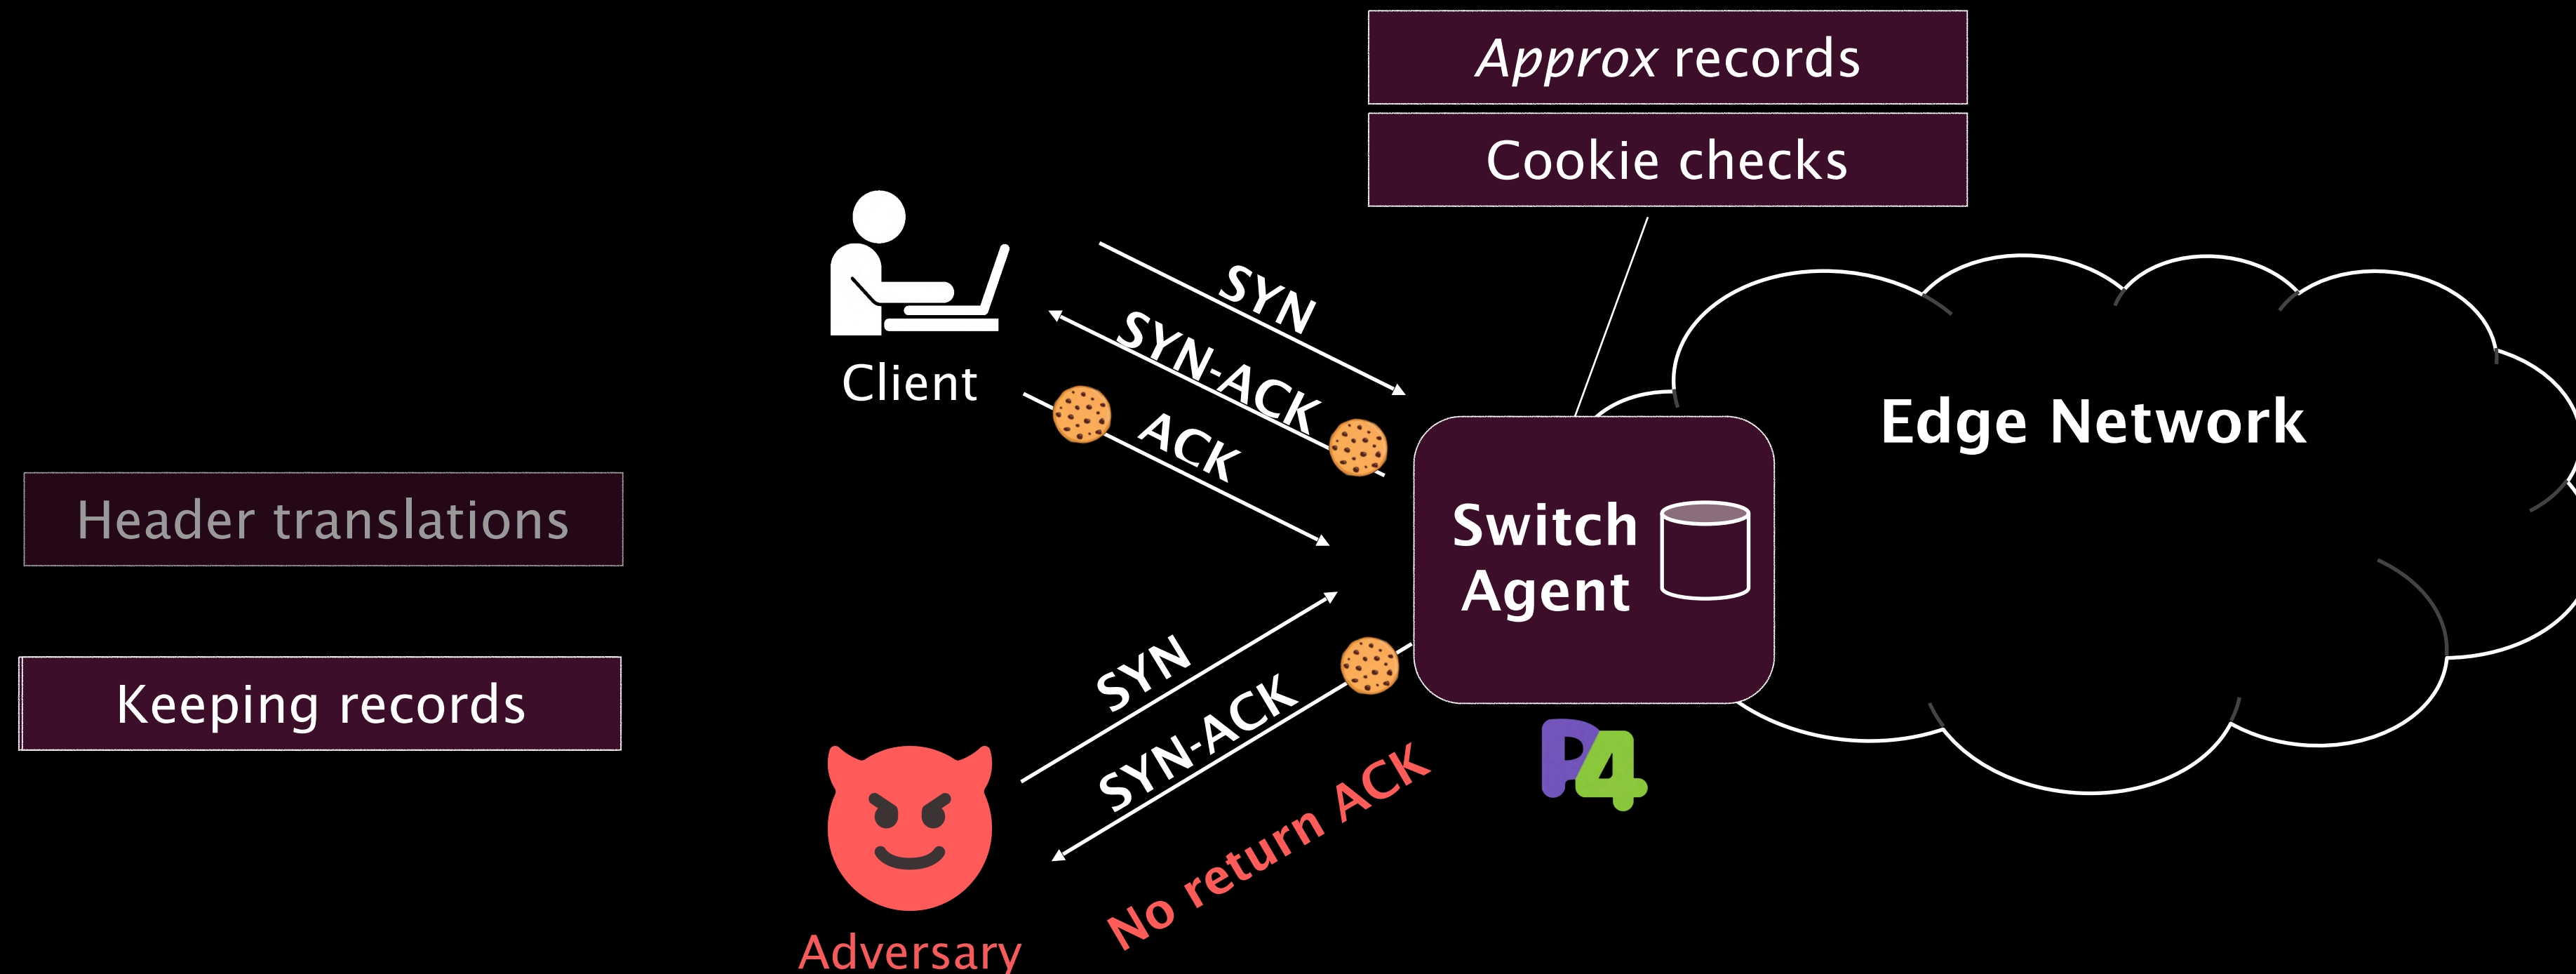 Approx records
Cookie checks
SYN
SYN-ACK
ACK
Client
Edge Network
Header translations
Switch
Agent
Keeping records
SYN
SYN-ACK
No return ACK
P4
Adversary